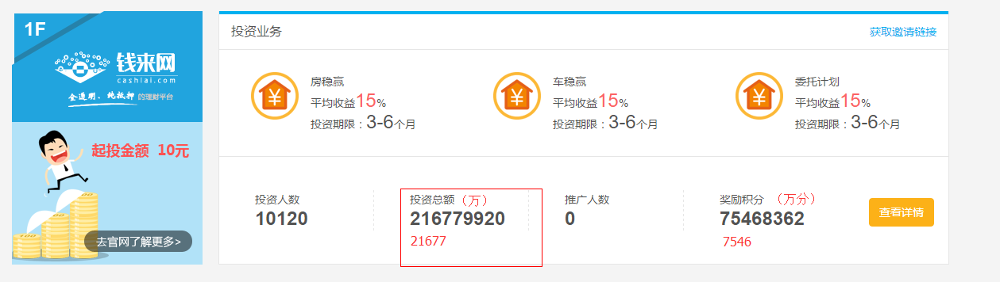 1F
钱来网
cashlai.com
全透明、纯抵押 的理财平台
起投金额 10元
去官网了解更多>
投资业务
获取邀请链接
房稳赢
平均收益15%
投资期限：3-6个月
车稳赢
平均收益15%
投资期限：3-6个月
委托计划
平均收益15%
投资期限：3-6个月
投资人数
10120
投资总额（万）
216779920
21677
推广人数
0
奖励积分 （万分）
75468362
7546
查看详情